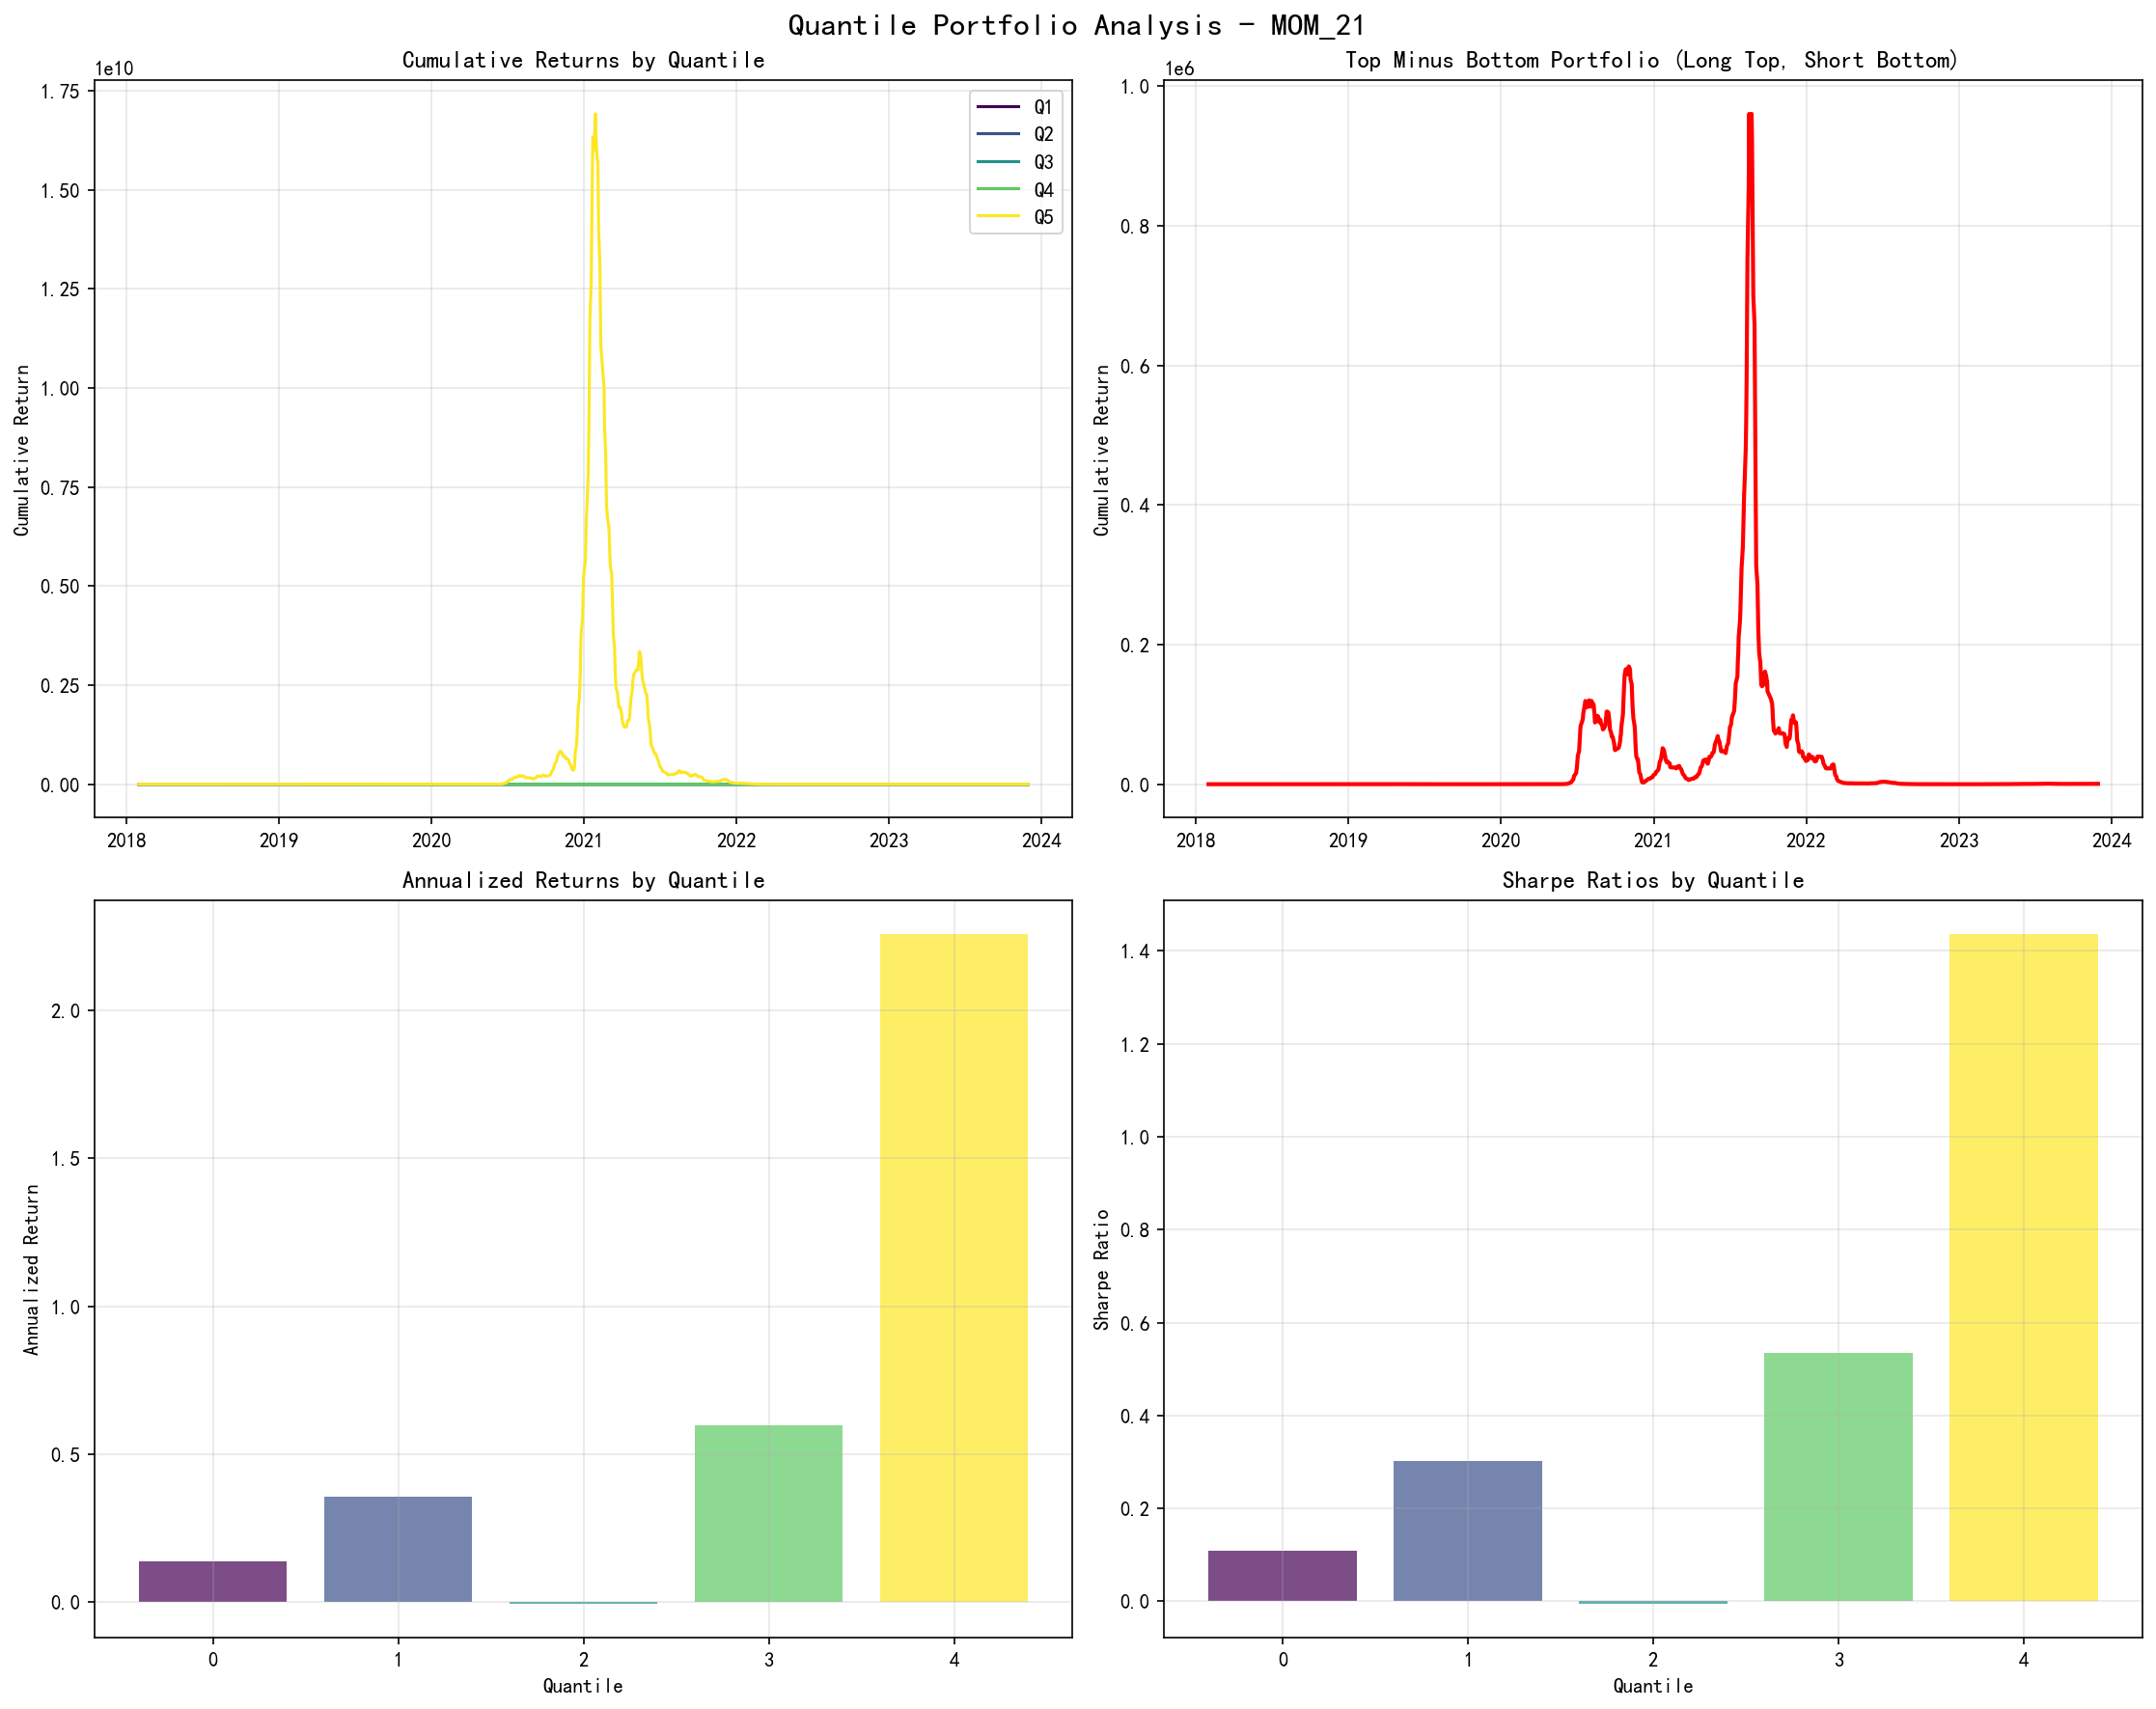 Quantile Portfolio Analysis - MOM_21
Cumulative Returns by Quantile
1e10
1.75
1.50
1.25
1.00
0.75
0.50
0.25
0.00
Cumulative Return
2018 2019 2020 2021 2022 2023 2024
Q1
Q2
Q3
Q4
Q5
Top Minus Bottom Portfolio (Long Top, Short Bottom)
1e6
1.0
0.8
0.6
0.4
0.2
0.0
Cumulative Return
2018 2019 2020 2021 2022 2023 2024
Annualized Returns by Quantile
2.0
1.5
1.0
0.5
0.0
Annualized Return
0 1 2 3 4
Quantile
Sharpe Ratios by Quantile
1.4
1.2
1.0
0.8
0.6
0.4
0.2
0.0
Sharpe Ratio
0 1 2 3 4
Quantile